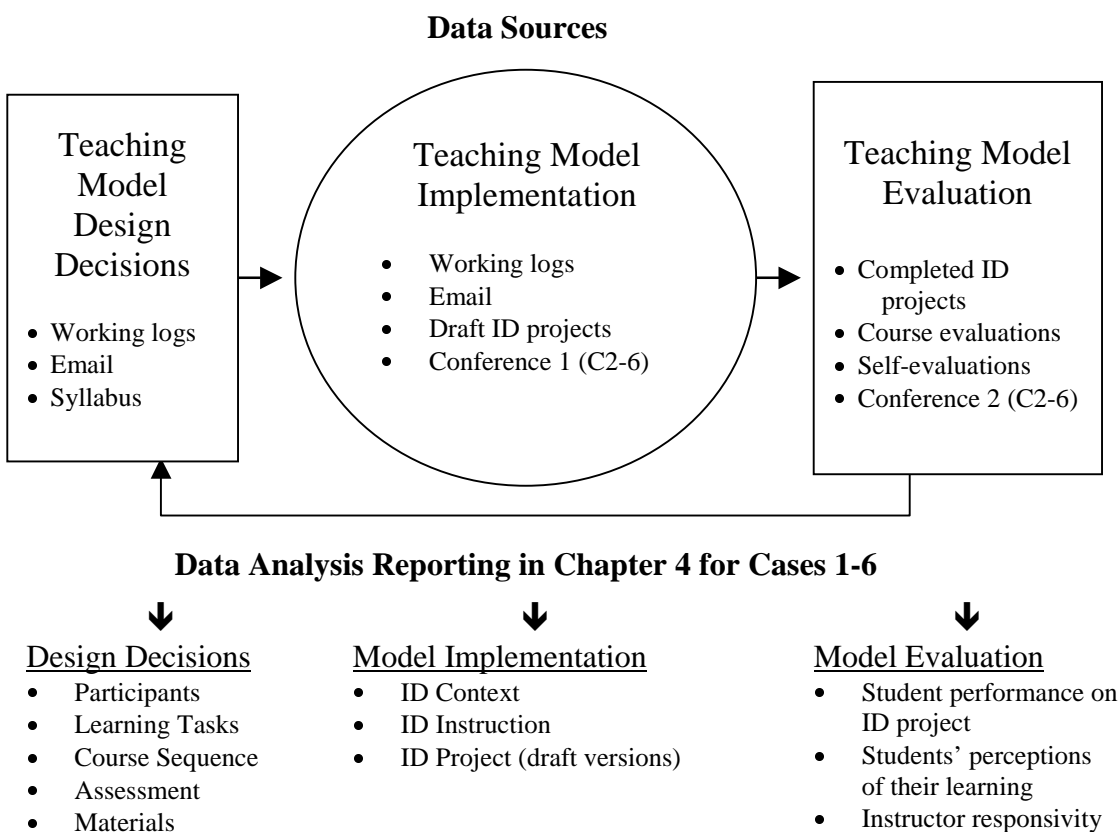 Data Sources
Teaching
Model
Design
Decisions
• Working logs
• Email
• Syllabus
Teaching Model
Implementation
• Working logs
• Email
• Draft ID projects
• Conference 1 (C2-6)
Teaching Model
Evaluation
• Completed ID
projects
• Course evaluations
• Self-evaluations
• Conference 2 (C2-6)
Data Analysis Reporting in Chapter 4 for Cases 1-6
Design Decisions
• Participants
• Learning Tasks
• Course Sequence
• Assessment
• Materials
Model Implementation
• ID Context
• ID Instruction
• ID Project (draft versions)
Model Evaluation
• Student performance on
ID project
• Students’ perceptions
of their learning
• Instructor responsivity